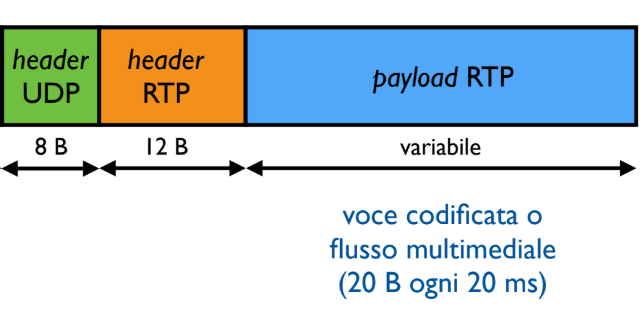 header
UDP
header
RTP
payload RTP
8 B
12 B
variabile
voce codificata o
flusso multimediale
(20 B ogni 20 ms)